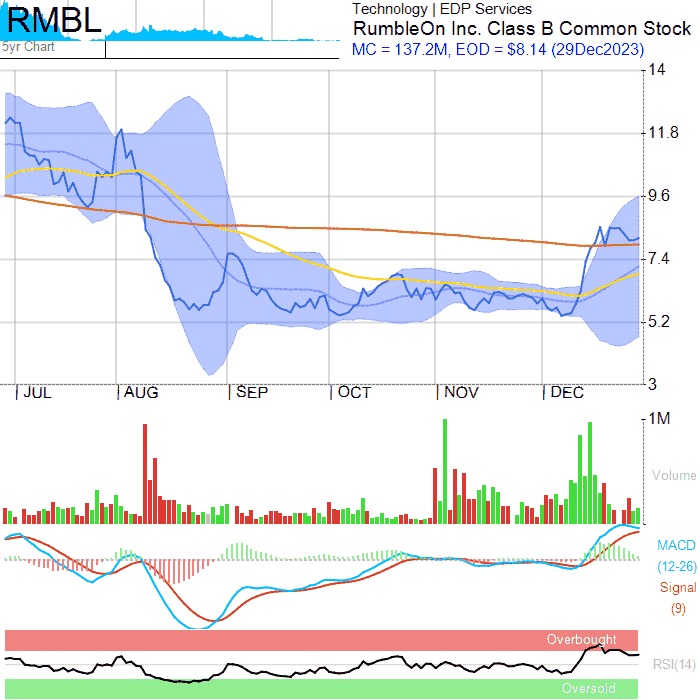 RMBL
5yr Chart
Technology | EDP Services
RumbleOn Inc. Class B Common Stock
MC = 137.2M, EOD = $8.14 (29Dec2023)
14
11.8
9.6
7.4
5.2
3
JUL AUG SEP OCT NOV DEC
1M
Volume
MACD
(12-26)
Signal
(9)
Overbought
RSI(14)
Oversold